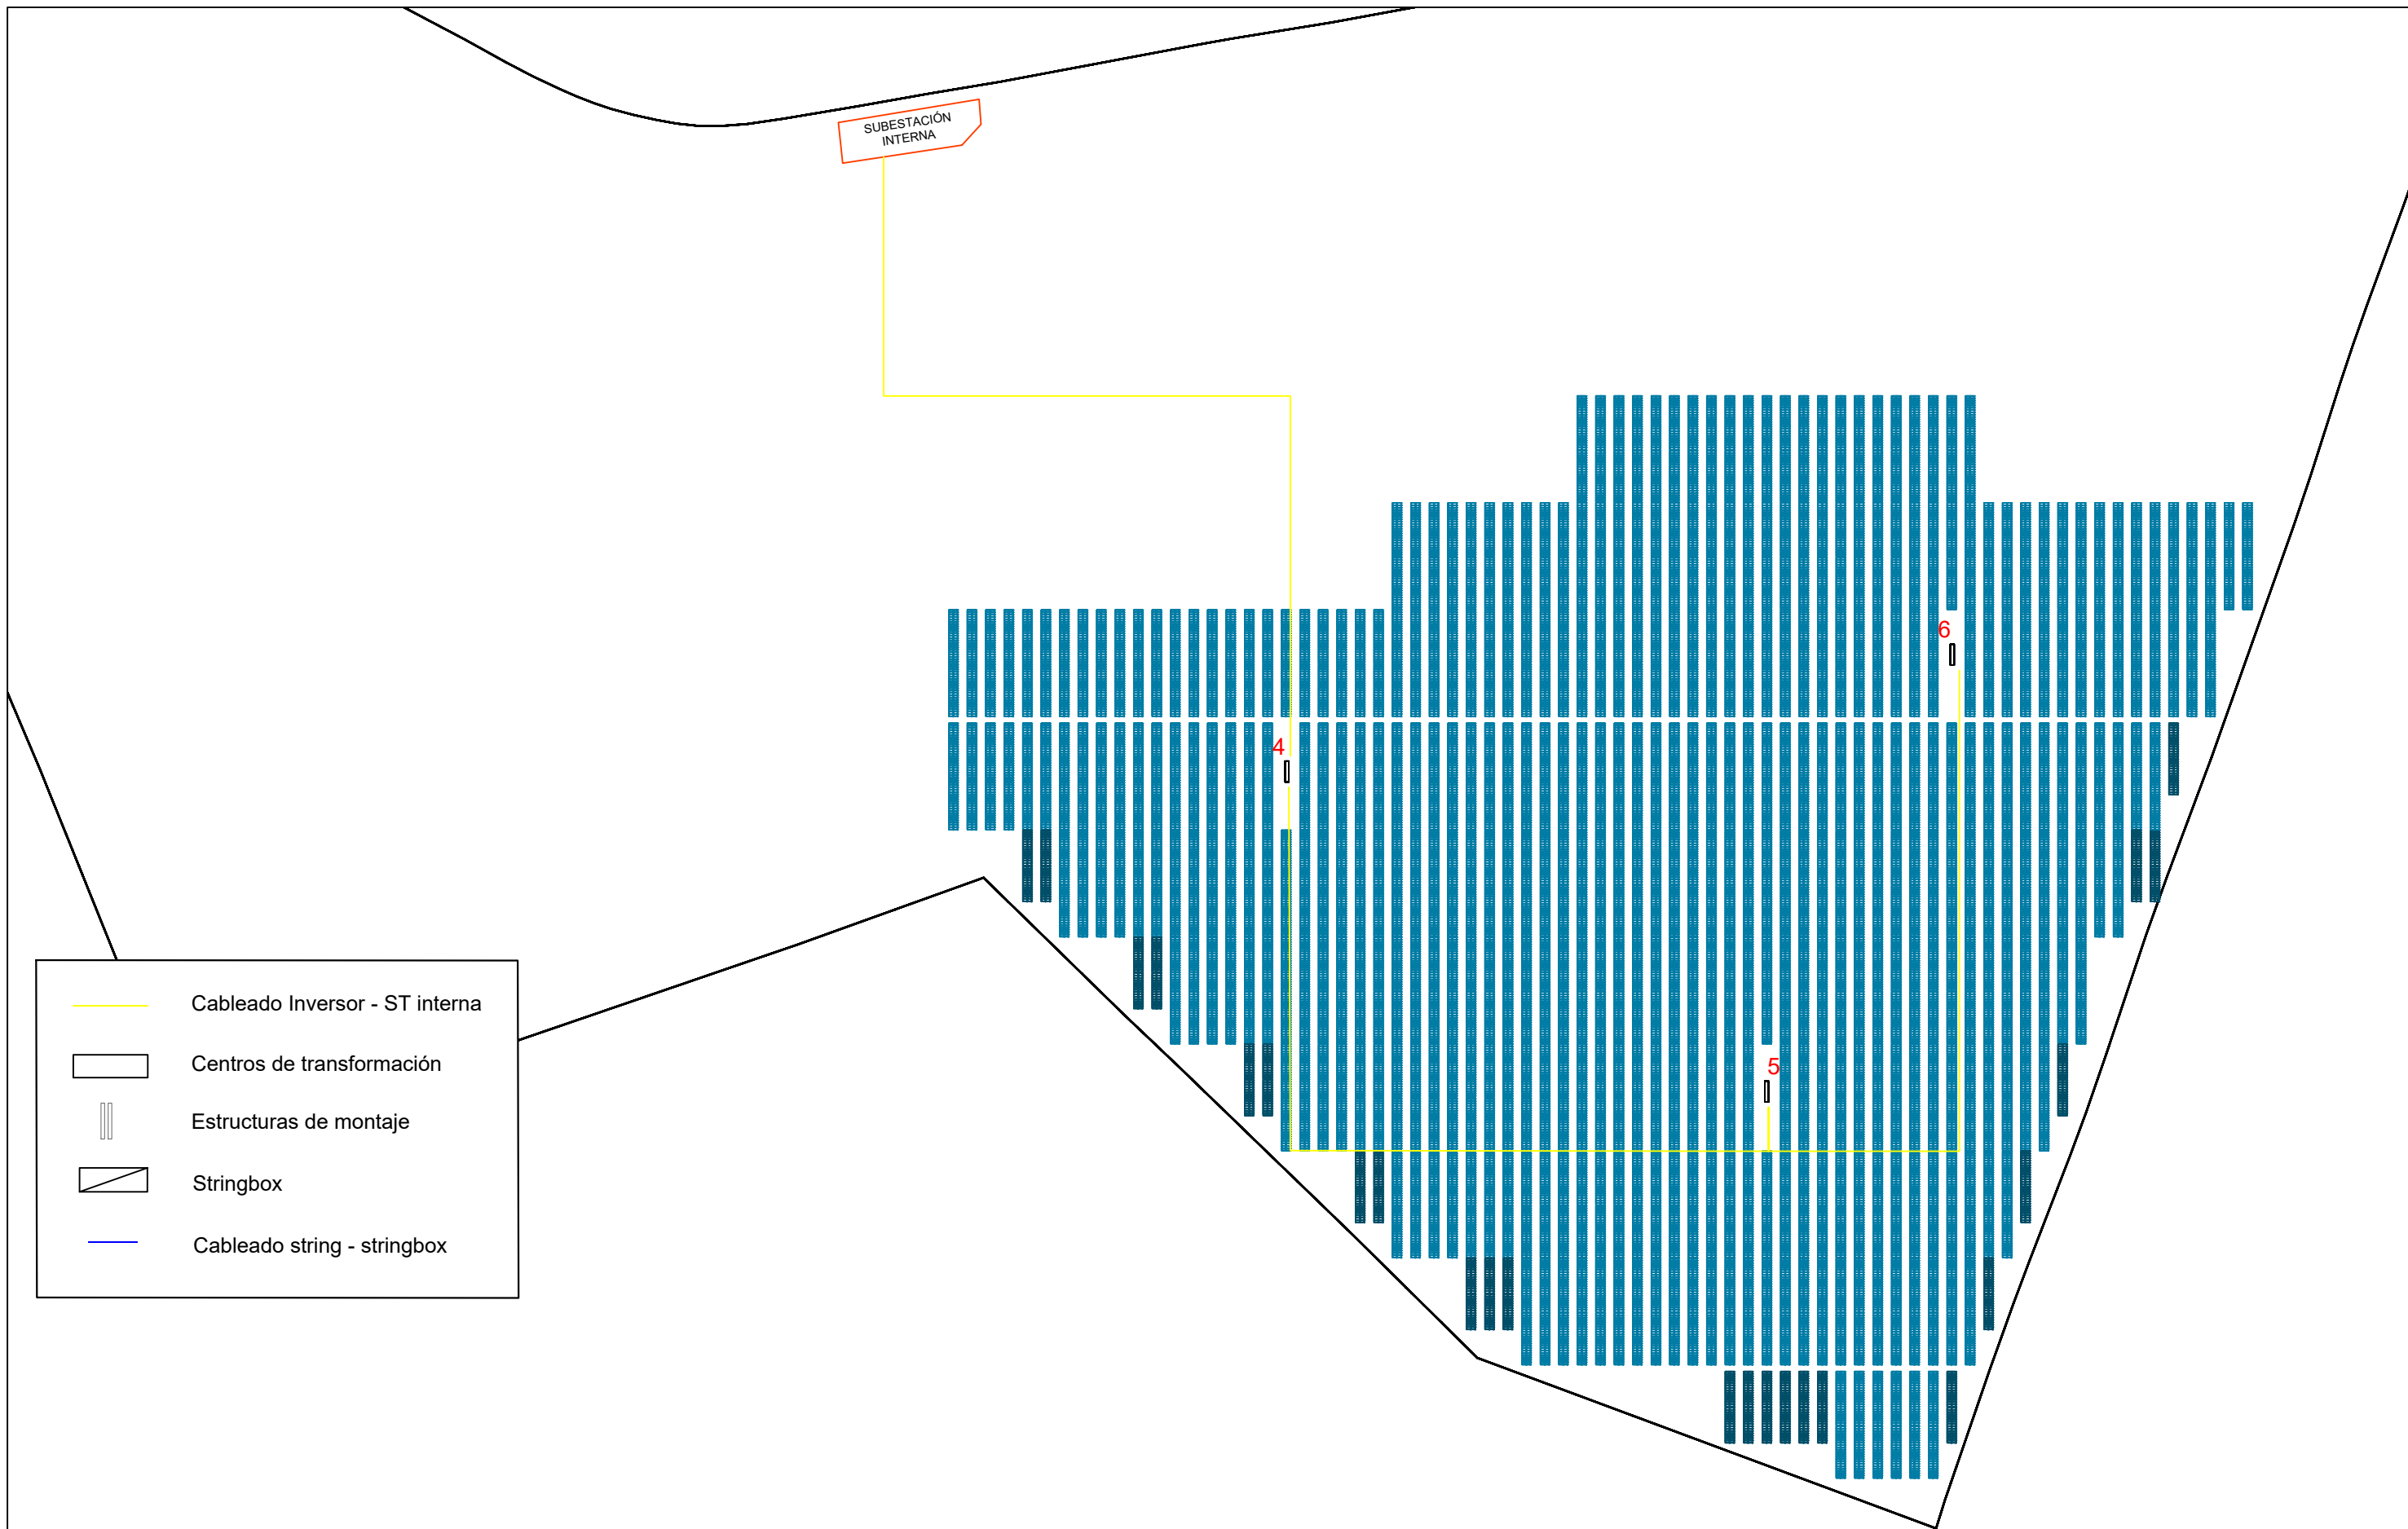 SUBESTACIÓN
INTERNA
6
4
5
Cableado Inversor - ST interna
Centros de transformación
Estructuras de montaje
Stringbox
Cableado string - stringbox